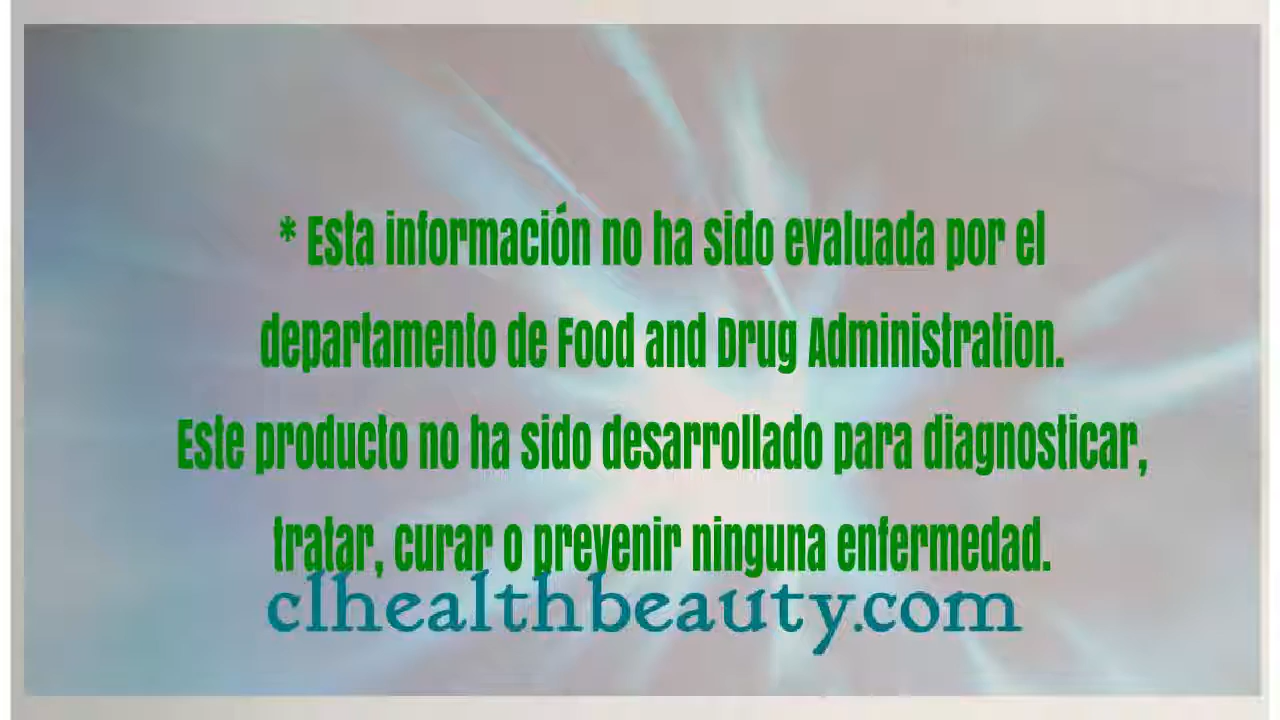 * Esta información no ha sido evaluada por el
departamento de Food and Drug Administration.
Este producto no ha sido desarrollado para diagnosticar,
tratar, curar o prevenir ninguna enfermedad.
clhealthbeauty.com